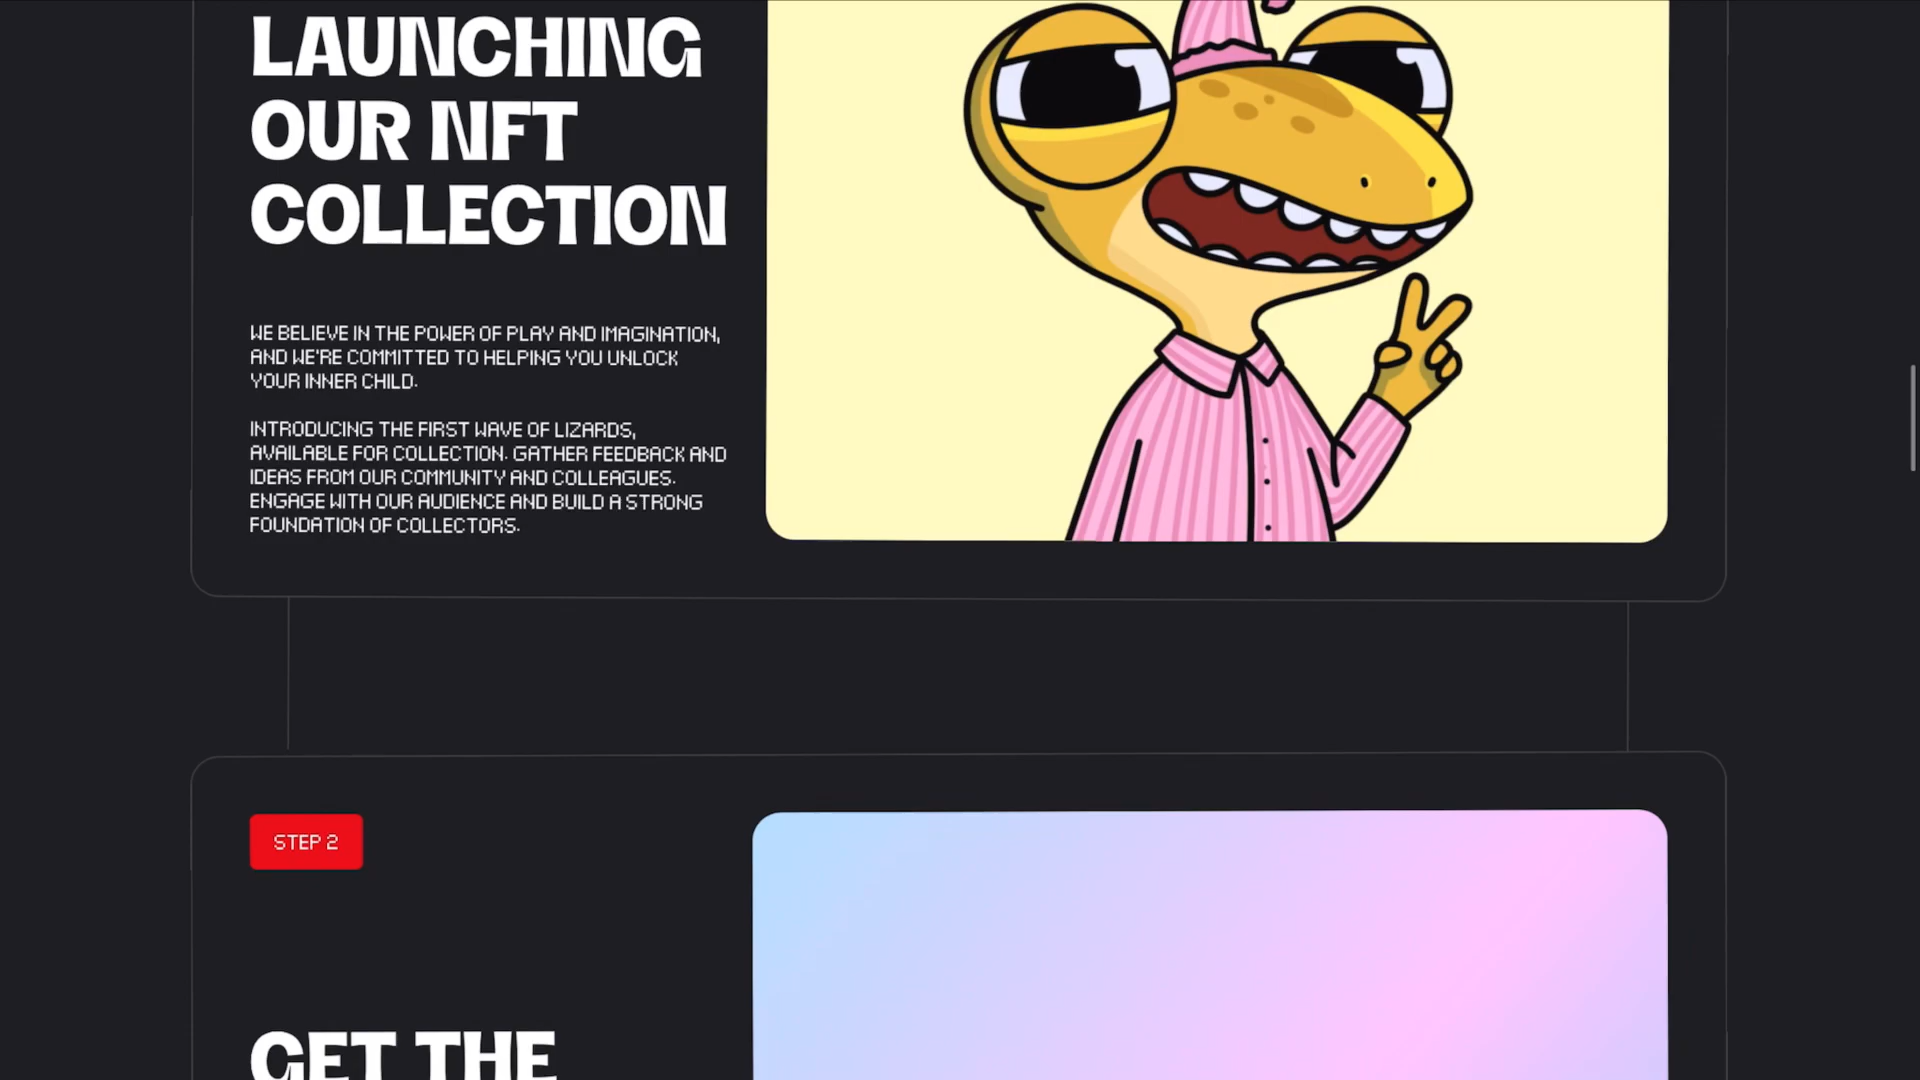 LAUNCHING
OUR NFT
COLLECTION
WE BELIEVE IN THE POWER OF PLAY AND IMAGINATION,
AND WE'RE COMMITTED TO HELPING YOU UNLOCK
YOUR INNER CHILD.
INTRODUCING THE FIRST WAVE OF LIZARDS,
AVAILABLE FOR COLLECTION. GATHER FEEDBACK AND
IDEAS FROM OUR COMMUNITY AND COLLEAGUES.
ENGAGE WITH OUR AUDIENCE AND BUILD A STRONG
FOUNDATION OF COLLECTORS.
STEP 2
GET THE